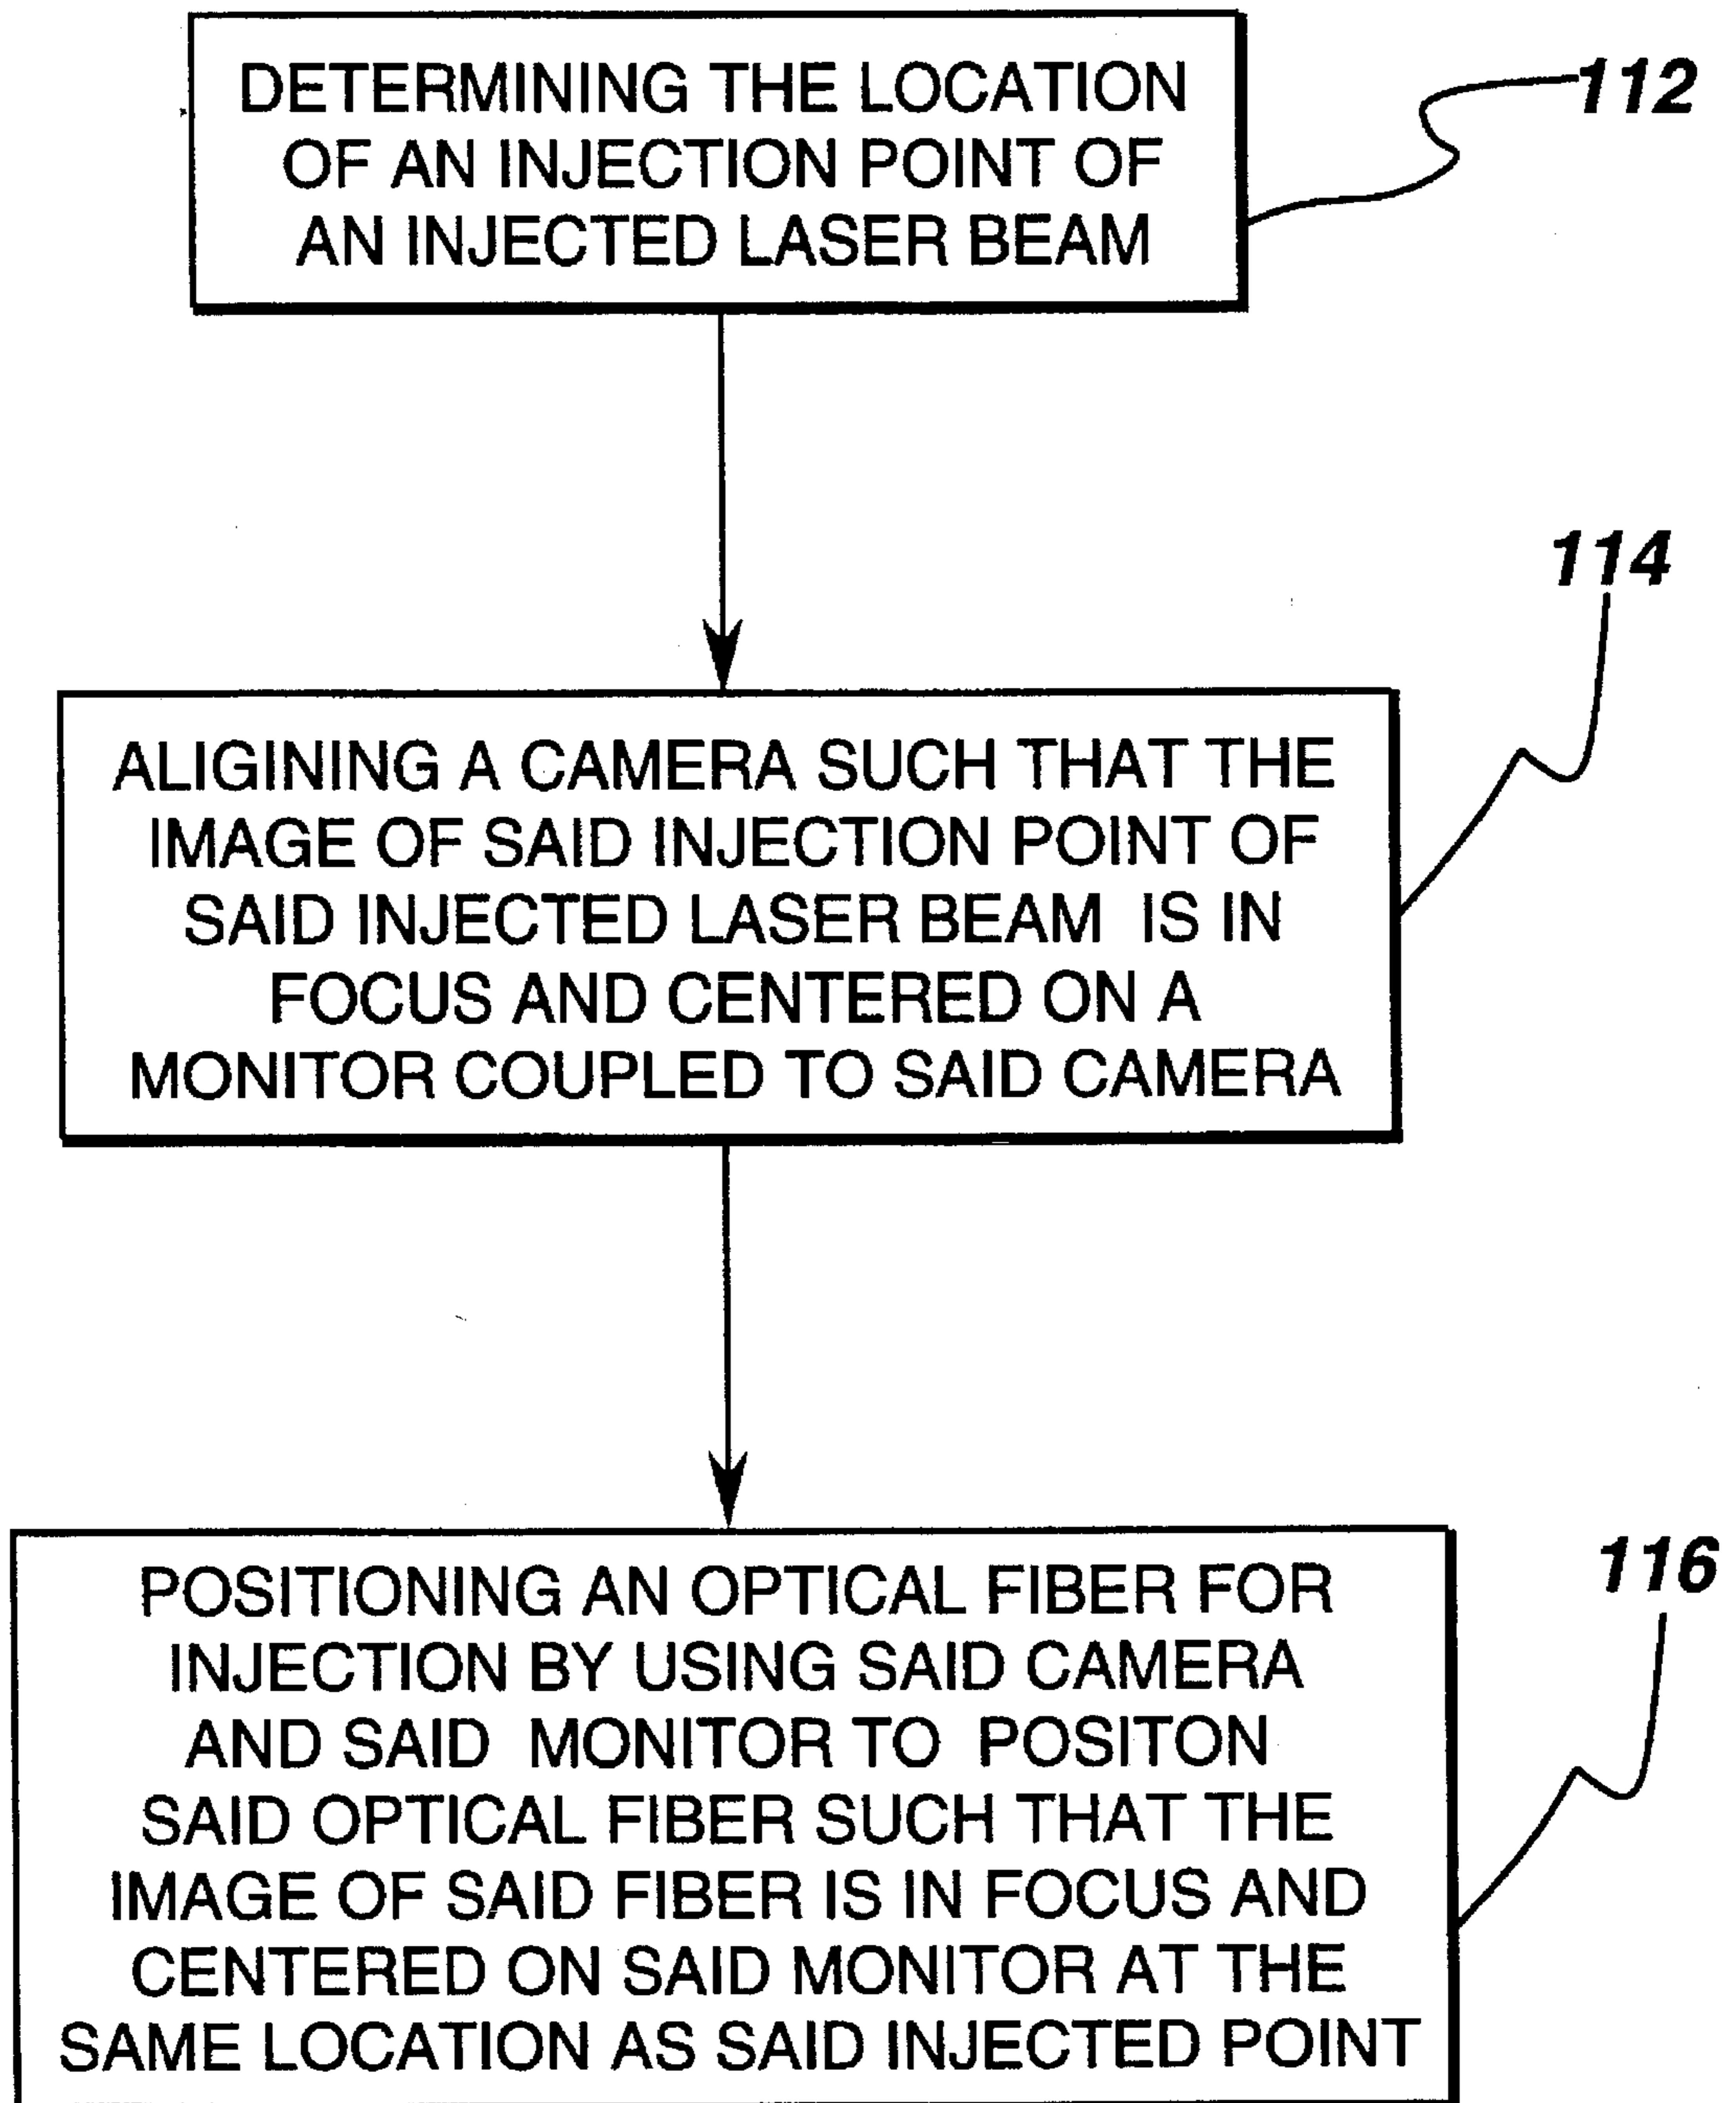 DETERMINING THE LOCATION
OF AN INJECTION POINT OF
AN INJECTED LASER BEAM
112
114
ALIGINING A CAMERA SUCH THAT THE
IMAGE OF SAID INJECTION POINT OF
SAID INJECTED LASER BEAM IS IN
FOCUS AND CENTERED ON A
MONITOR COUPLED TO SAID CAMERA
116
POSITIONING AN OPTICAL FIBER FOR
INJECTION BY USING SAID CAMERA
AND SAID MONITOR TO POSITON
SAID OPTICAL FIBER SUCH THAT THE
IMAGE OF SAID FIBER IS IN FOCUS AND
CENTERED ON SAID MONITOR AT THE
SAME LOCATION AS SAID INJECTED POINT